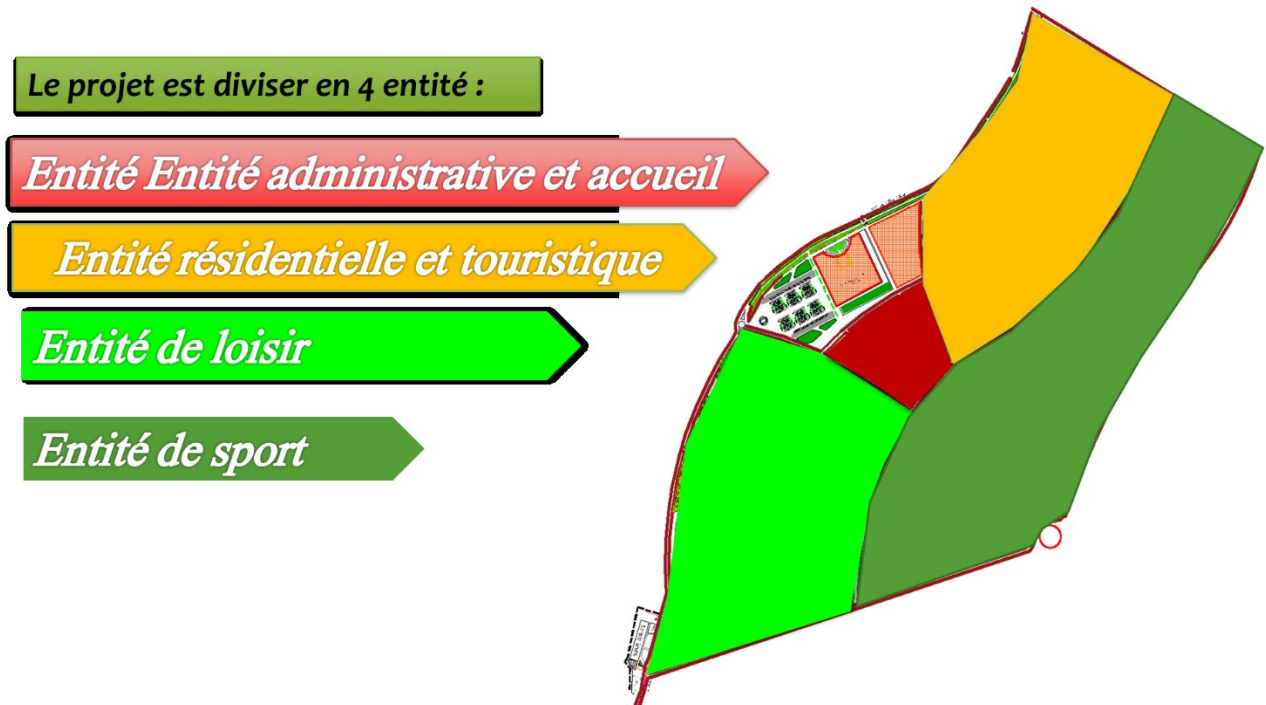 Le projet est diviser en 4 entité :
Entité Entité administrative et accueil
Entité résidentielle et touristique
Entité de loisir
Entité de sport